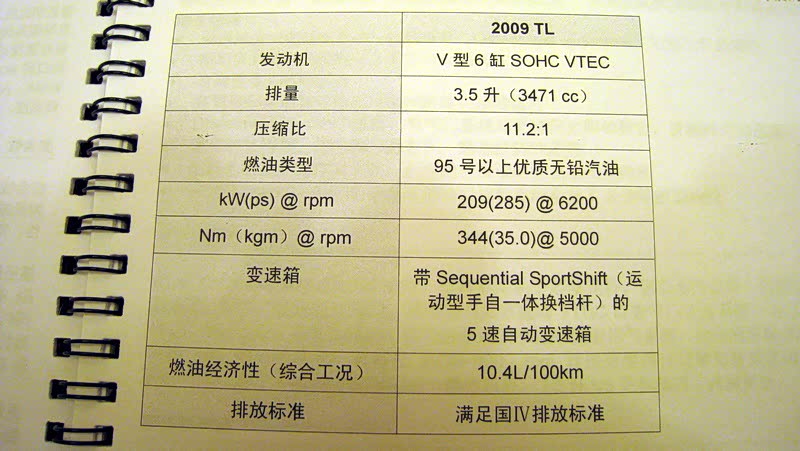 2009 TL
发动机 V 型 6 缸 SOHC VTEC
排量 3.5 升（3471 cc）
压缩比 11.2:1
燃油类型 95 号以上优质无铅汽油
kW(ps) @ rpm 209(285) @ 6200
Nm（kgm）@ rpm 344(35.0)@ 5000
变速箱 带 Sequential SportShift（运
动型手自一体换档杆）的
5 速自动变速箱
燃油经济性（综合工况） 10.4L/100km
排放标准 满足国Ⅳ排放标准